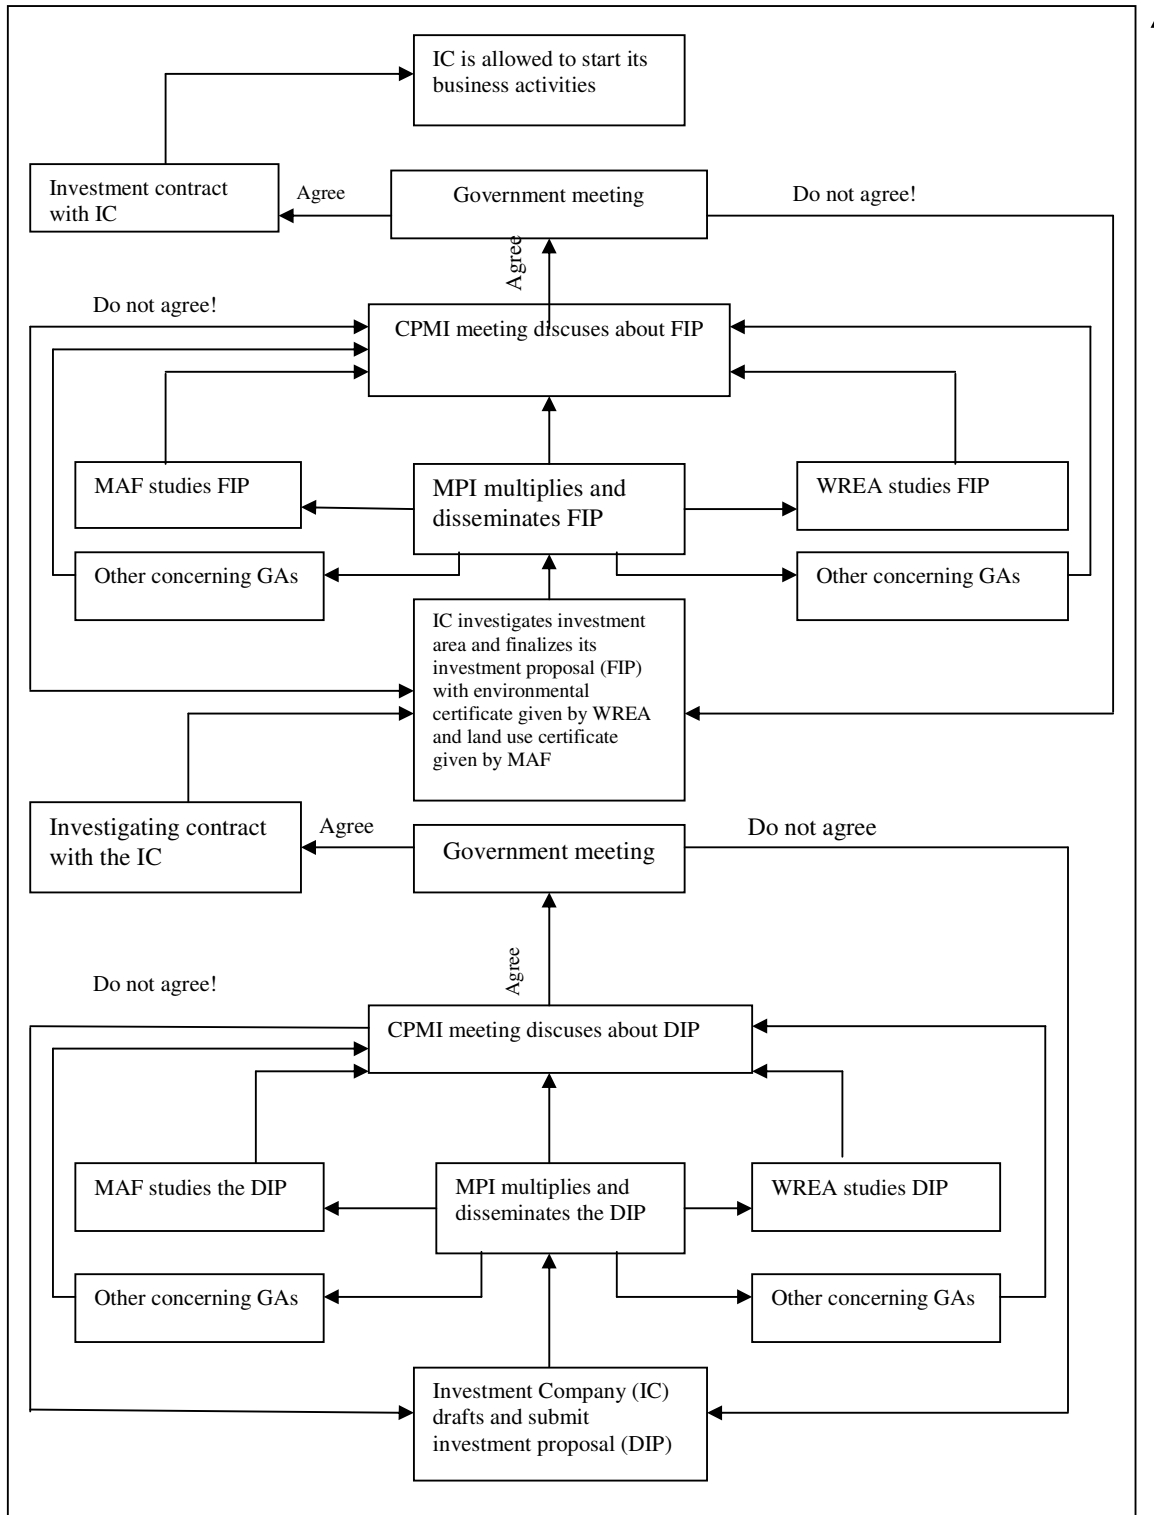 IC is allowed to start its
business activities
Investment contract
with IC
Agree
Government meeting
Do not agree!
Agree
Do not agree!
CPMI meeting discuses about FIP
MAF studies FIP
MPI multiplies and
disseminates FIP
WREA studies FIP
Other concerning GAs
Other concerning GAs
IC investigates investment
area and finalizes its
investment proposal (FIP)
with environmental
certificate given by WREA
and land use certificate
given by MAF
Investigating contract
with the IC
Agree
Government meeting
Do not agree
Agree
Do not agree!
CPMI meeting discuses about DIP
MAF studies the DIP
MPI multiplies and
disseminates the DIP
WREA studies DIP
Other concerning GAs
Other concerning GAs
Investment Company (IC)
drafts and submit
investment proposal (DIP)